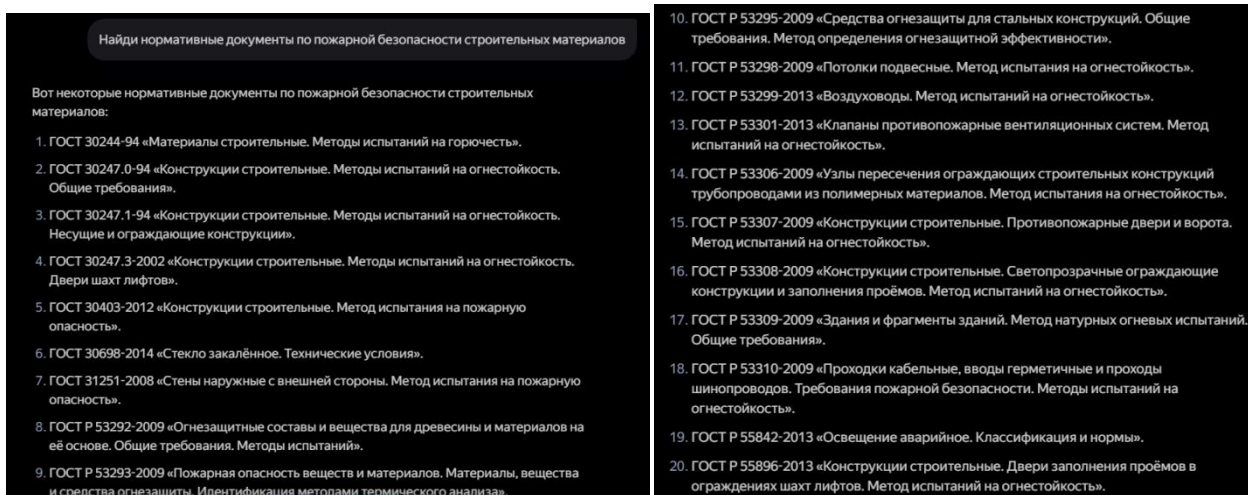 Найди нормативные документы по пожарной безопасности строительных материалов
Вот некоторые нормативные документы по пожарной безопасности строительных
материалов:
1. ГОСТ 30244-94 «Материалы строительные. Методы испытаний на горючесть».
2. ГОСТ 30247.0-94 «Конструкции строительные. Методы испытаний на огнестойкость.
Общие требования».
3. ГОСТ 30247.1-94 «Конструкции строительные. Методы испытаний на огнестойкость.
Несущие и ограждающие конструкции».
4. ГОСТ 30247.3-2002 «Конструкции строительные. Методы испытаний на огнестойкость.
Двери шахт лифтов».
5. ГОСТ 30403-2012 «Конструкции строительные. Метод испытания на пожарную
опасность».
6. ГОСТ 30698-2014 «Стекло закалённое. Технические условия».
7. ГОСТ 31251-2008 «Стены наружные с внешней стороны. Метод испытания на пожарную
опасность».
8. ГОСТ Р 53292-2009 «Огнезащитные составы и вещества для древесины и материалов на
её основе. Общие требования. Методы испытаний».
9. ГОСТ Р 53293-2009 «Пожарная опасность веществ и материалов. Материалы, вещества
и средства огнезащиты. Идентификация методами термического анализа».
10. ГОСТ Р 53295-2009 «Средства огнезащиты для стальных конструкций. Общие
требования. Метод определения огнезащитной эффективности».
11. ГОСТ Р 53298-2009 «Потолки подвесные. Метод испытания на огнестойкость».
12. ГОСТ Р 53299-2013 «Воздуховоды. Метод испытаний на огнестойкость».
13. ГОСТ Р 53301-2013 «Клапаны противопожарные вентиляционных систем. Метод
испытаний на огнестойкость».
14. ГОСТ Р 53306-2009 «Узлы пересечения ограждающих строительных конструкций
трубопроводами из полимерных материалов. Метод испытания на огнестойкость».
15. ГОСТ Р 53307-2009 «Конструкции строительные. Противопожарные двери и ворота.
Метод испытаний на огнестойкость».
16. ГОСТ Р 53308-2009 «Конструкции строительные. Светопрозрачные ограждающие
конструкции и заполнения проёмов. Метод испытаний на огнестойкость».
17. ГОСТ Р 53309-2009 «Здания и фрагменты зданий. Метод натурных огневых испытаний.
Общие требования».
18. ГОСТ Р 53310-2009 «Проходки кабельные, вводы герметичные и проходы
шинопроводов. Требования пожарной безопасности. Методы испытаний на
огнестойкость».
19. ГОСТ Р 55842-2013 «Освещение аварийное. Классификация и нормы».
20. ГОСТ Р 55896-2013 «Конструкции строительные. Двери заполнения проёмов в
ограждениях шахт лифтов. Метод испытаний на огнестойкость».